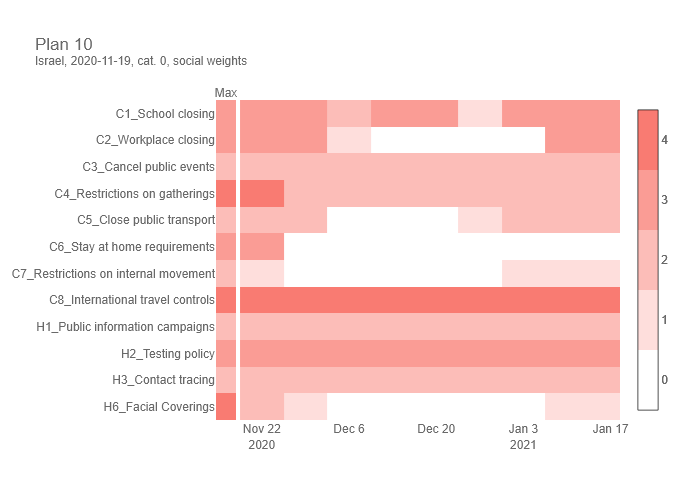 Plan 10
Israel, 2020-11-19, cat. 0, social weights
Max
C1_School closing
C2_Workplace closing
C3_Cancel public events
C4_Restrictions on gatherings
C5_Close public transport
C6_Stay at home requirements
C7_Restrictions on internal movement
C8_International travel controls
H1_Public information campaigns
H2_Testing policy
H3_Contact tracing
H6_Facial Coverings
Nov 22 Dec 6 Dec 20 Jan 3 Jan 17
2020 2021
4
3
2
1
0